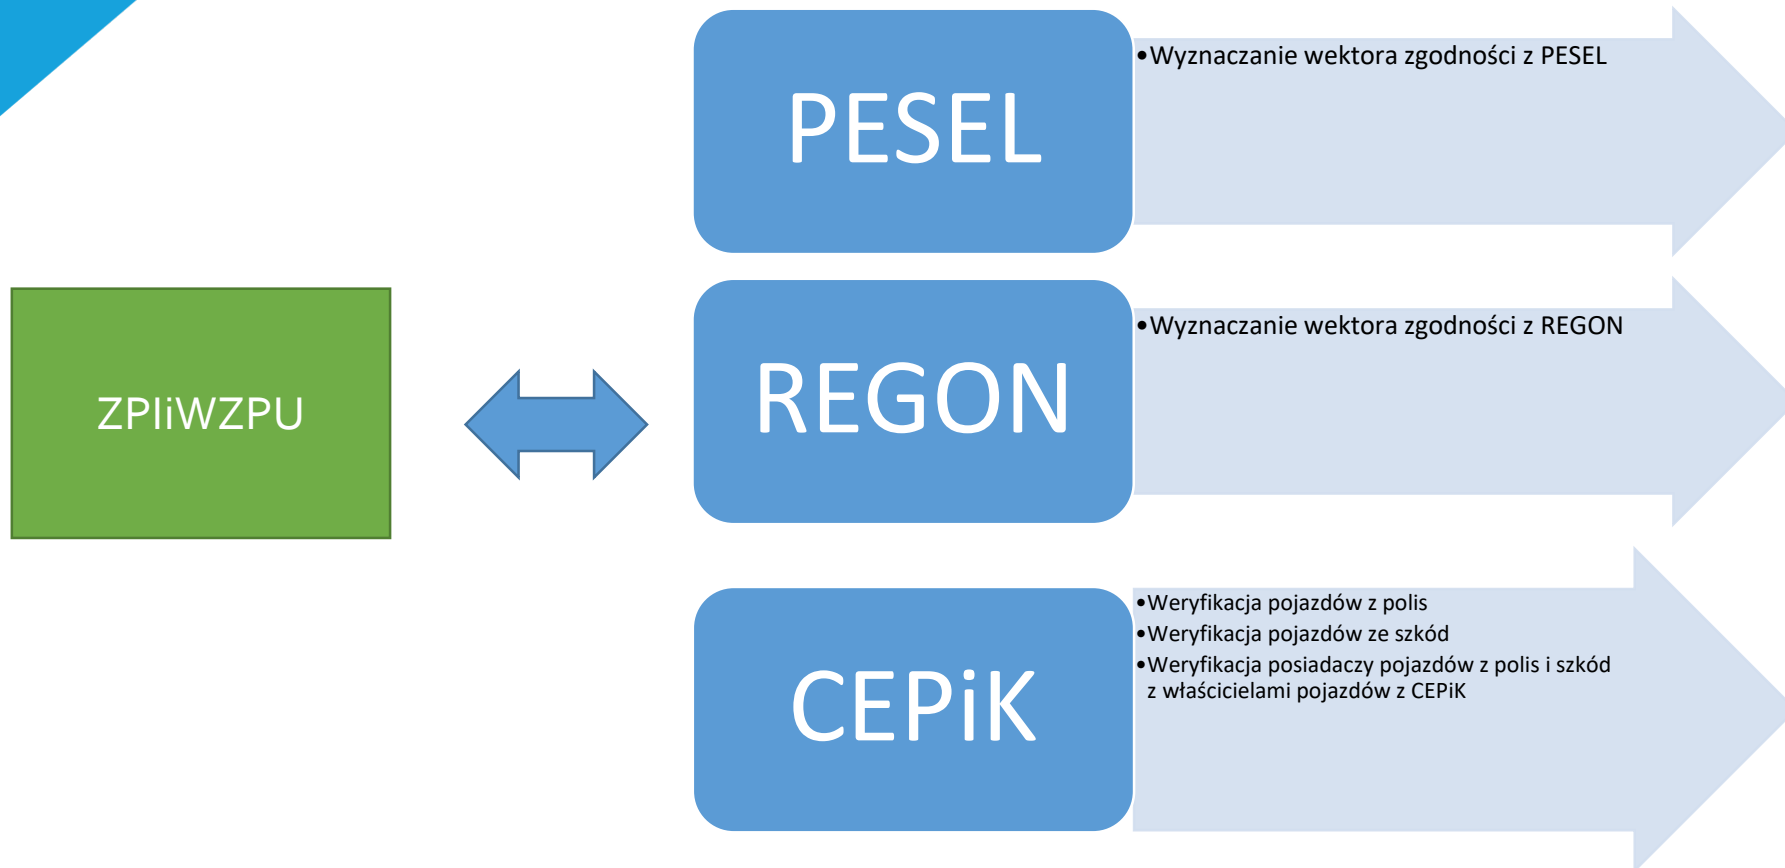 PESEL
•Wyznaczanie wektora zgodności z PESEL
ZPIiWZPU
REGON
•Wyznaczanie wektora zgodności z REGON
CEPiK
•Weryfikacja pojazdów z polis
•Weryfikacja pojazdów ze szkód
•Weryfikacja posiadaczy pojazdów z polis i szkód
z właścicielami pojazdów z CEPiK